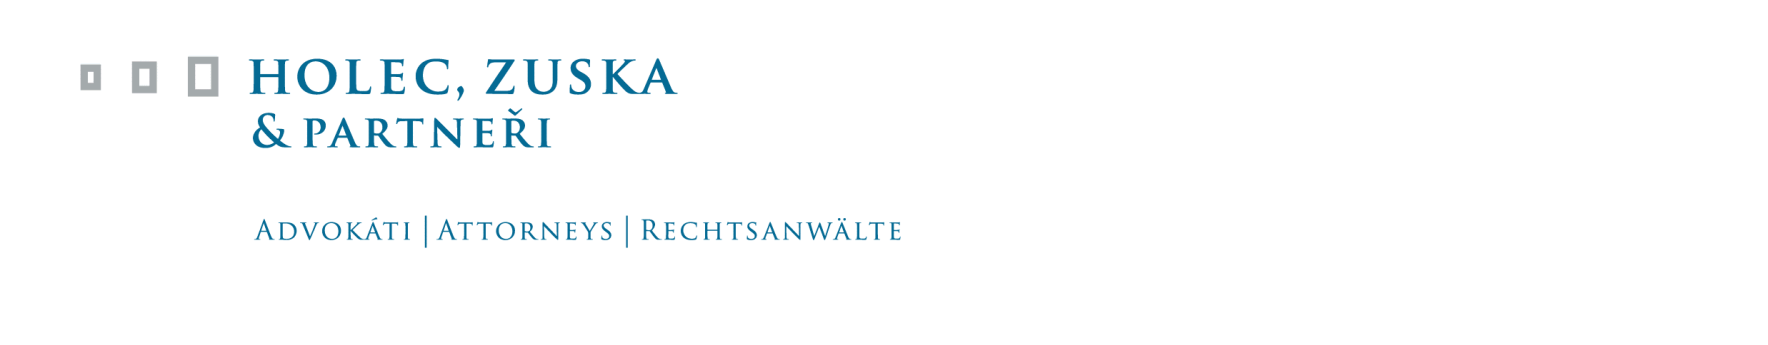 HOLEC, ZUSKA
& PARTNEŘI
ADVOKÁTI | ATTORNEYS | RECHTSANWÄLTE